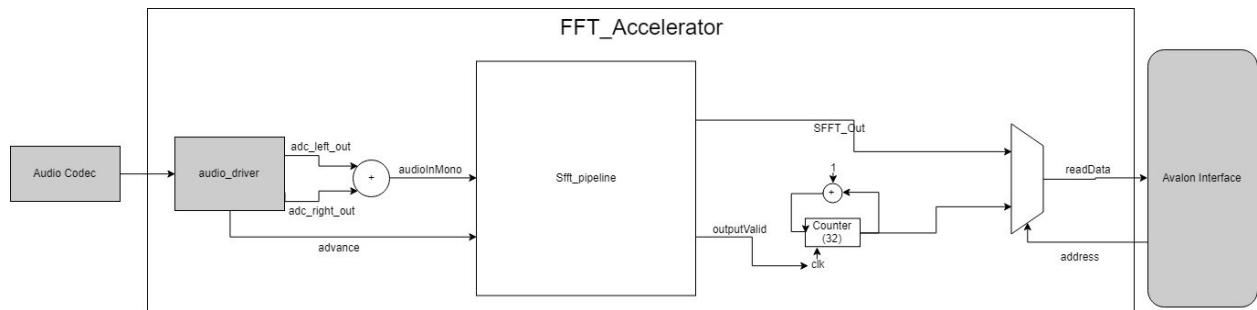 FFT_Accelerator
Audio Codec
audio_driver
adc_left_out
adc_right_out
+
audioInMono
advance
Sfft_pipeline
SFFT_Out
outputValid
1
+
Counter
(32)
clk
readData
address
Avalon Interface